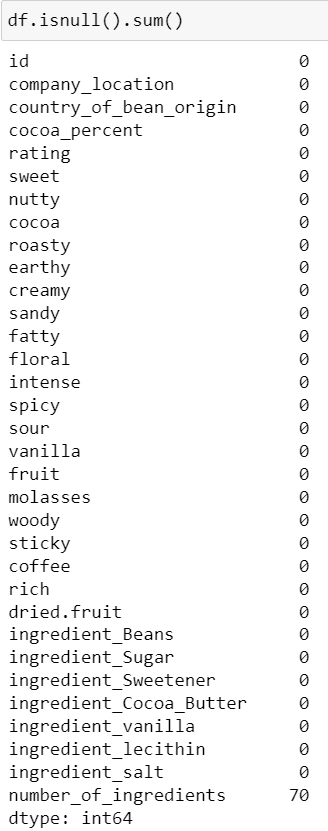 df.isnull().sum()
id 0
company_location 0
country_of_bean_origin 0
cocoa_percent 0
rating 0
sweet 0
nutty 0
cocoa 0
roasty 0
earthy 0
creamy 0
sandy 0
fatty 0
floral 0
intense 0
spicy 0
sour 0
vanilla 0
fruit 0
molasses 0
woody 0
sticky 0
coffee 0
rich 0
dried.fruit 0
ingredient_Beans 0
ingredient_Sugar 0
ingredient_Sweetener 0
ingredient_Cocoa_Butter 0
ingredient_vanilla 0
ingredient_lecithin 0
ingredient_salt 0
number_of_ingredients 70
dtype: int64